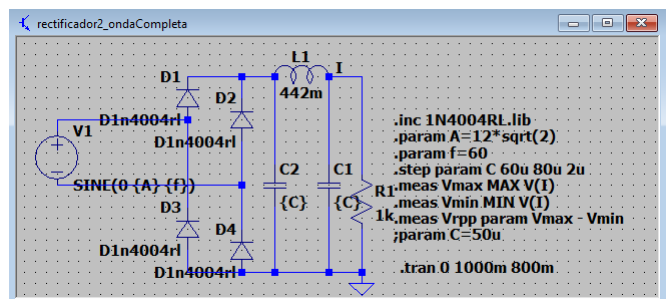 rectificador2_ondaCompleta
L1
I
442m
D1
D2
D1n4004rl
V1
D1n4004rl
SINE(0 {A} {f})
C2
{C}
C1
{C}
R1
1k
D3
D4
D1n4004rl
D1n4004rl
.inc 1N4004RL.lib
.param A=12*sqrt(2)
.param f=60
.step param C 60u 80u 2u
.meas Vmax MAX V(I)
.meas Vmin MIN V(I)
.meas Vrpp param Vmax - Vmin
;param C=50u
.tran 0 1000m 800m